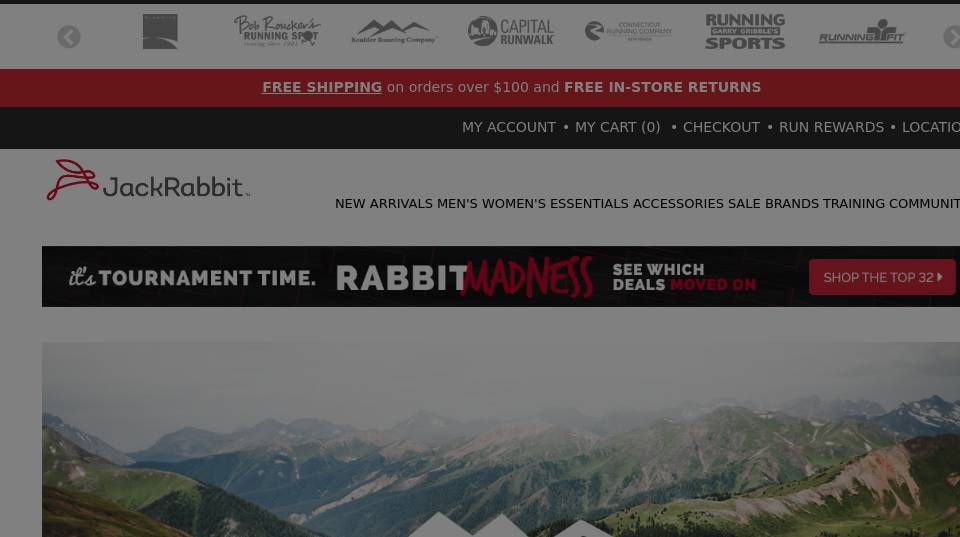 Bob Roncker's
RUNNING SPOT
running since 1981
Boulder Running Company
CAPITAL
RUNWALK
CONNECTICUT
RUNNING COMPANY
RUNNING
GARRY GRIBBLE'S
SPORTS
RUNNING FIT
FREE SHIPPING on orders over $100 and FREE IN-STORE RETURNS
MY ACCOUNT • MY CART (0) • CHECKOUT • RUN REWARDS • LOCATIO
JackRabbit
NEW ARRIVALS MEN'S WOMEN'S ESSENTIALS ACCESSORIES SALE BRANDS TRAINING COMMUNIT
it's TOURNAMENT TIME. RABBIT MADNESS SEE WHICH DEALS MOVED ON
SHOP THE TOP 32